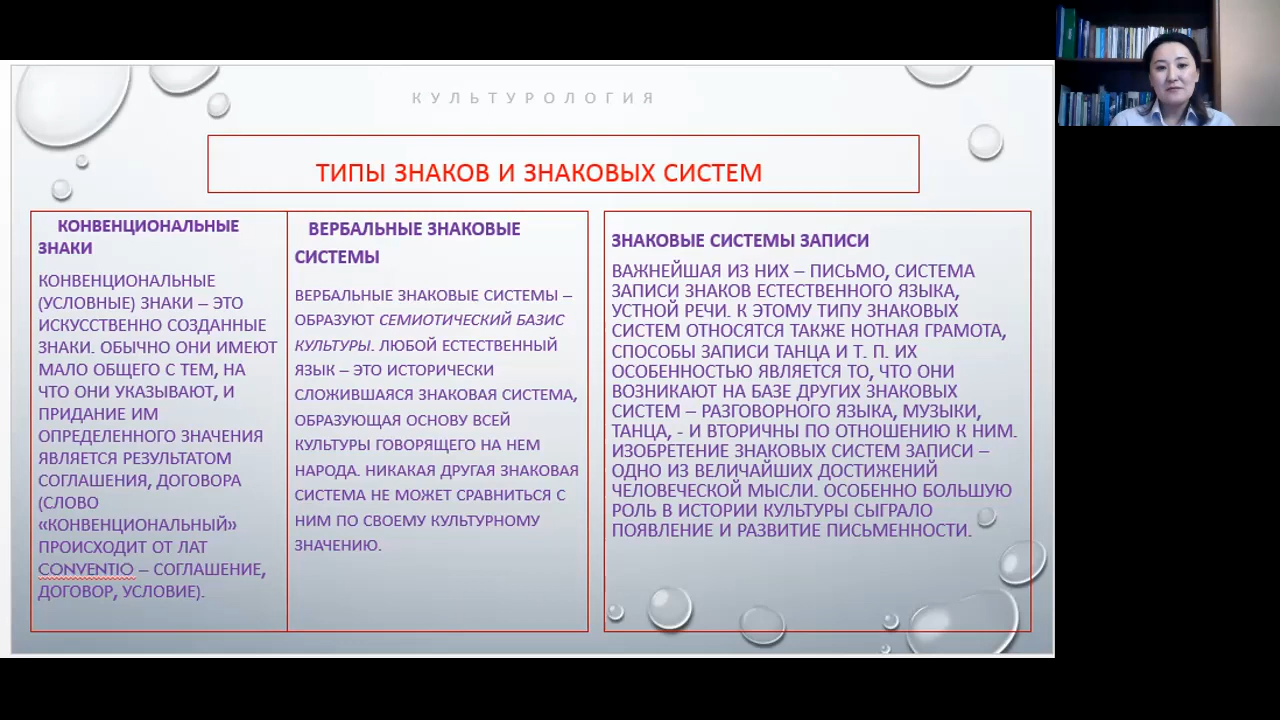 КУЛЬТУРОЛОГИЯ
ТИПЫ ЗНАКОВ И ЗНАКОВЫХ СИСТЕМ
КОНВЕНЦИОНАЛЬНЫЕ
ЗНАКИ
КОНВЕНЦИОНАЛЬНЫЕ
(УСЛОВНЫЕ) ЗНАКИ – ЭТО
ИСКУССТВЕННО СОЗДАННЫЕ
ЗНАКИ. ОБЫЧНО ОНИ ИМЕЮТ
МАЛО ОБЩЕГО С ТЕМ, НА
ЧТО ОНИ УКАЗЫВАЮТ, И
ПРИДАНИЕ ИМ
ОПРЕДЕЛЕННОГО ЗНАЧЕНИЯ
ЯВЛЯЕТСЯ РЕЗУЛЬТАТОМ
СОГЛАШЕНИЯ, ДОГОВОРА
(СЛОВО
«КОНВЕНЦИОНАЛЬНЫЙ»
ПРОИСХОДИТ ОТ ЛАТ
CONVENTIO – СОГЛАШЕНИЕ,
ДОГОВОР, УСЛОВИЕ).
ВЕРБАЛЬНЫЕ ЗНАКОВЫЕ
СИСТЕМЫ
ВЕРБАЛЬНЫЕ ЗНАКОВЫЕ СИСТЕМЫ –
ОБРАЗУЮТ СЕМИОТИЧЕСКИЙ БАЗИС
КУЛЬТУРЫ. ЛЮБОЙ ЕСТЕСТВЕННЫЙ
ЯЗЫК – ЭТО ИСТОРИЧЕСКИ
СЛОЖИВШАЯСЯ ЗНАКОВАЯ СИСТЕМА,
ОБРАЗУЮЩАЯ ОСНОВУ ВСЕЙ
КУЛЬТУРЫ ГОВОРЯЩЕГО НА НЕМ
НАРОДА. НИКАКАЯ ДРУГАЯ ЗНАКОВАЯ
СИСТЕМА НЕ МОЖЕТ СРАВНИТЬСЯ С
НИМ ПО СВОЕМУ КУЛЬТУРНОМУ
ЗНАЧЕНИЮ.
ЗНАКОВЫЕ СИСТЕМЫ ЗАПИСИ
ВАЖНЕЙШАЯ ИЗ НИХ – ПИСЬМО, СИСТЕМА
ЗАПИСИ ЗНАКОВ ЕСТЕСТВЕННОГО ЯЗЫКА,
УСТНОЙ РЕЧИ. К ЭТОМУ ТИПУ ЗНАКОВЫХ
СИСТЕМ ОТНОСЯТСЯ ТАКЖЕ НОТНАЯ ГРАМОТА,
СПОСОБЫ ЗАПИСИ ТАНЦА И Т. П. ИХ
ОСОБЕННОСТЬЮ ЯВЛЯЕТСЯ ТО, ЧТО ОНИ
ВОЗНИКАЮТ НА БАЗЕ ДРУГИХ ЗНАКОВЫХ
СИСТЕМ – РАЗГОВОРНОГО ЯЗЫКА, МУЗЫКИ,
ТАНЦА, - И ВТОРИЧНЫ ПО ОТНОШЕНИЮ К НИМ.
ИЗОБРЕТЕНИЕ ЗНАКОВЫХ СИСТЕМ ЗАПИСИ –
ОДНО ИЗ ВЕЛИЧАЙШИХ ДОСТИЖЕНИЙ
ЧЕЛОВЕЧЕСКОЙ МЫСЛИ. ОСОБЕННО БОЛЬШУЮ
РОЛЬ В ИСТОРИИ КУЛЬТУРЫ СЫГРАЛО
ПОЯВЛЕНИЕ И РАЗВИТИЕ ПИСЬМЕННОСТИ.